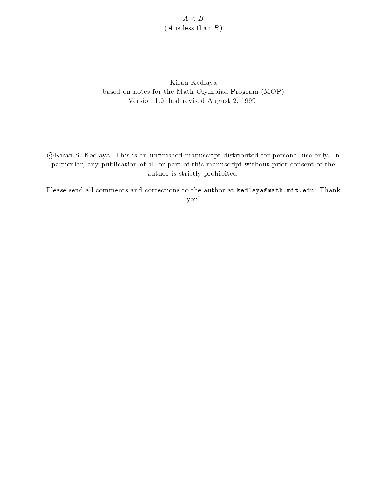 A < B
(A is less than B)
Kiran Kedlaya
based on notes for the Math Olympiad Program (MOP)
Version 1.0, last revised August 2, 1999
©Kiran S. Kedlaya. This is an unfinished manuscript distributed for personal use only. In
particular, any publication of all or part of this manuscript without prior consent of the
author is strictly prohibited.
Please send all comments and corrections to the author at kedlaya@math.mit.edu. Thank
you!